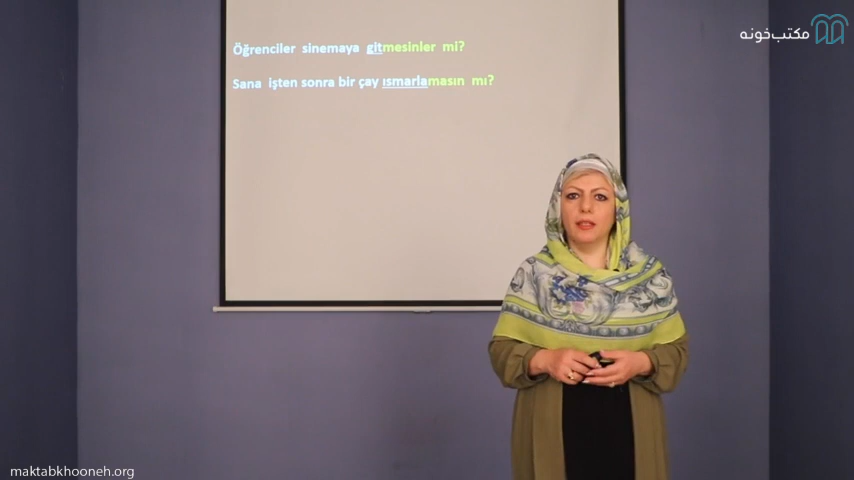 Öğrenciler sinemaya gitmesinler mi?
Sana işten sonra bir çay ısmarlamasın mı?
مکتب‌خونه
maktabkhooneh.org